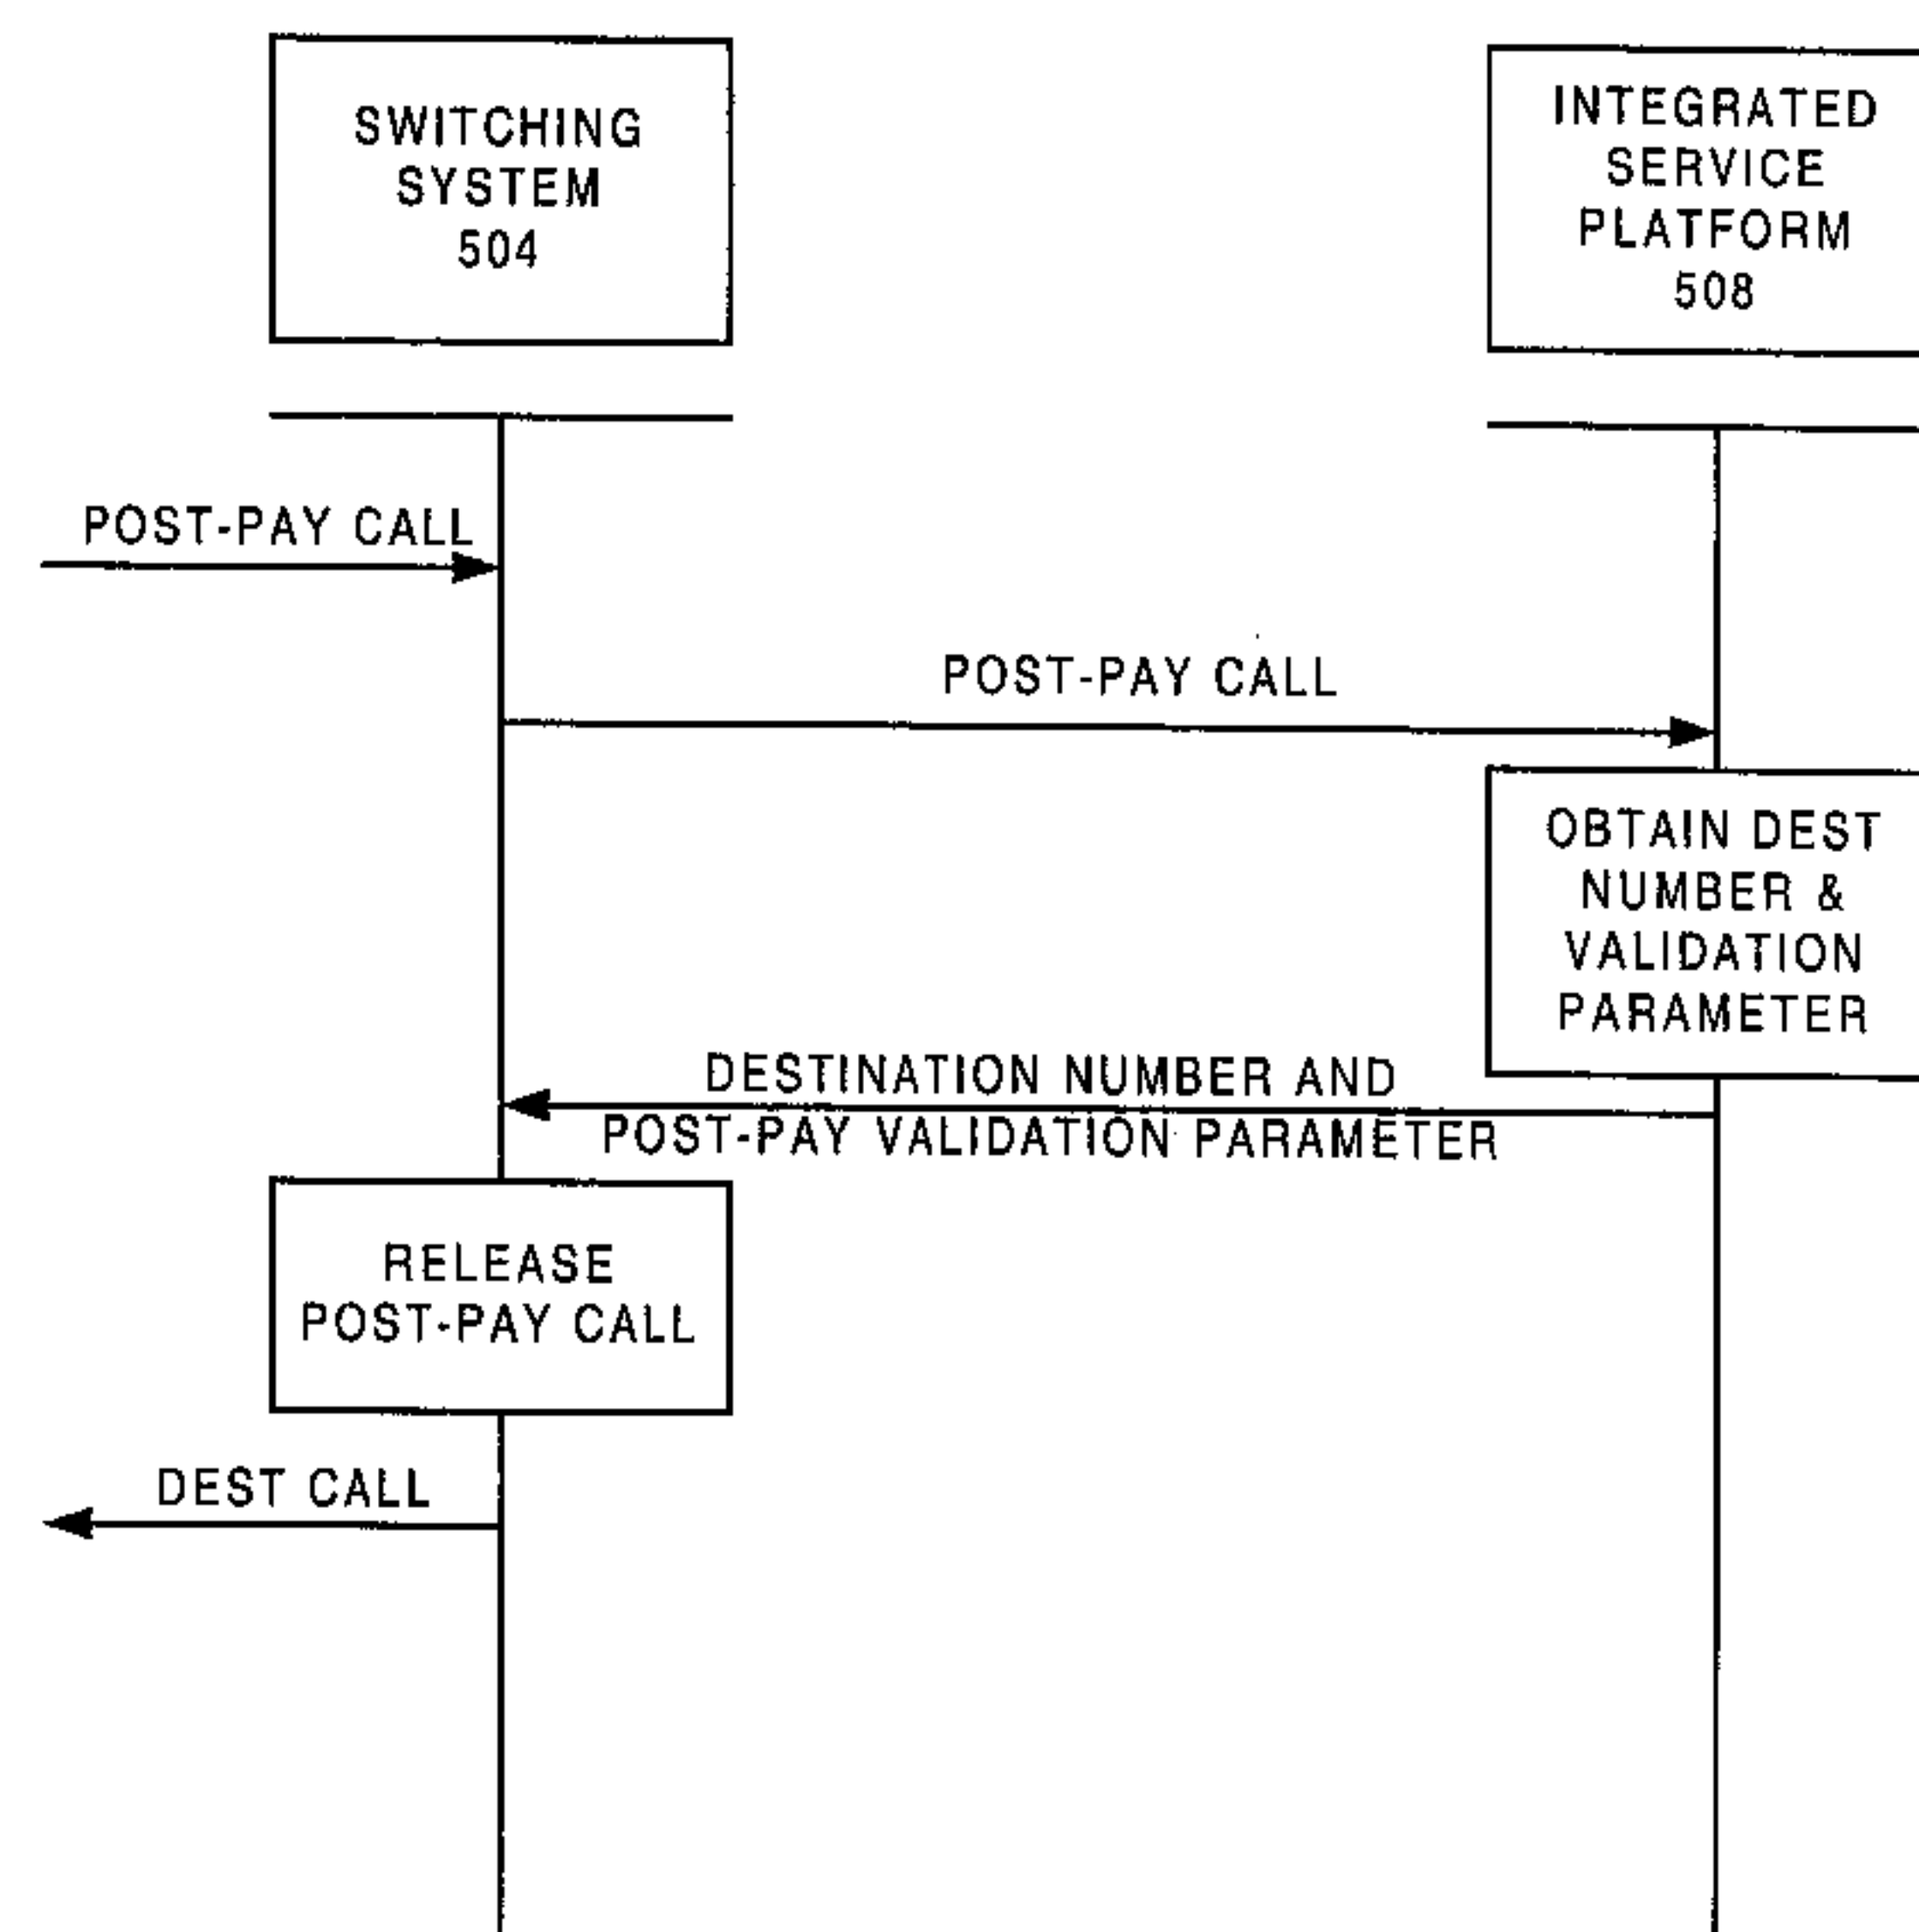 SWITCHING
SYSTEM
504
INTEGRATED
SERVICE
PLATFORM
508
POST-PAY CALL
POST-PAY CALL
OBTAIN DEST
NUMBER &
VALIDATION
PARAMETER
DESTINATION NUMBER AND
POST-PAY VALIDATION PARAMETER
RELEASE
POST-PAY CALL
DEST CALL